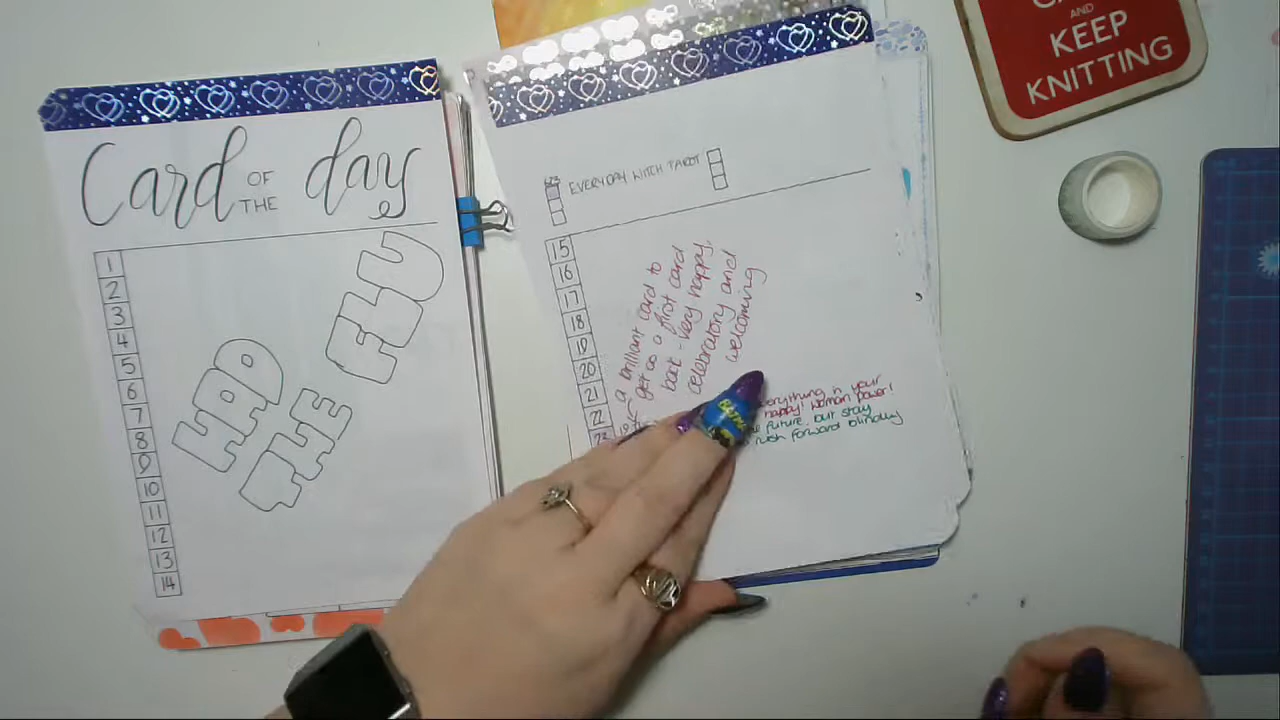 Card OF THE day
1
2
3
4
5
6
7
8
9
10
11
12
13
14
HAD
THE
FLU
EVERYDAY WITCH TAROT
15
16
17
18
19
20
21
22
23
a brilliant card to
get as a first card
back - very happy,
celebratory and
welcoming
everything in your
happy! Woman power!
future, but stay
rush forward blindly
AND
KEEP
KNITTING